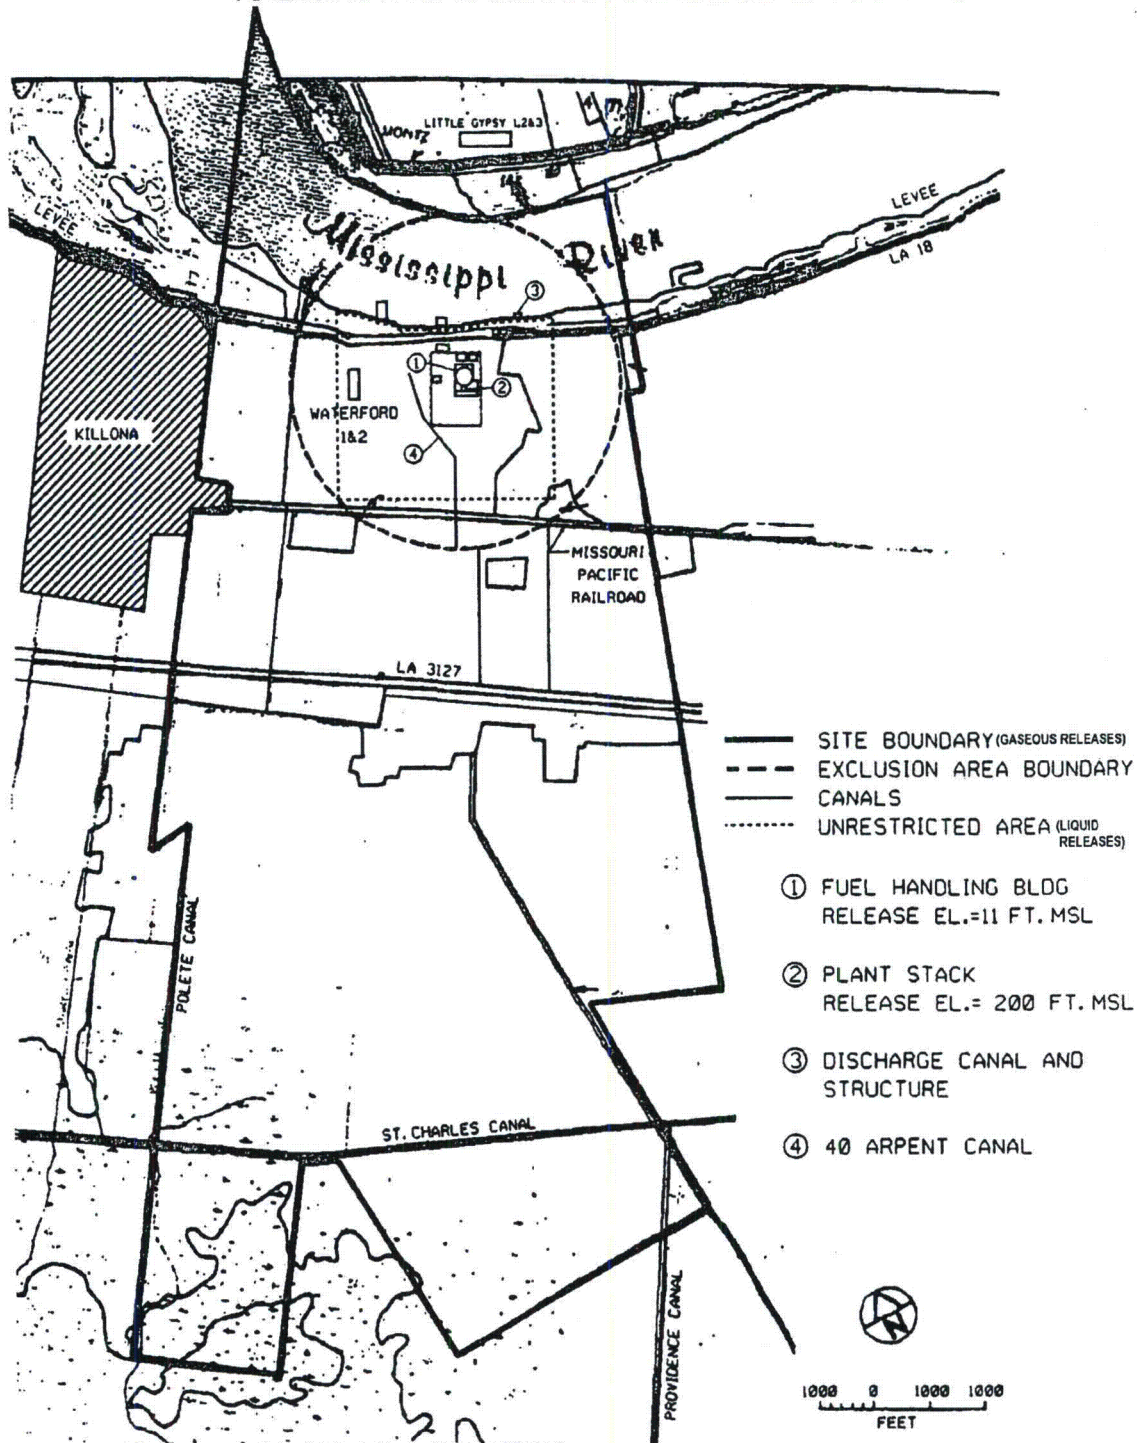 LITTLE GYPSY L2&3
MONTZ
LEVEE
LEVEE
Mississippi River
LA 18
③
①
②
WATERFORD
1&2
④
KILLONA
MISSOURI
PACIFIC
RAILROAD
LA 3127
SITE BOUNDARY (GASEOUS RELEASES)
EXCLUSION AREA BOUNDARY
CANALS
UNRESTRICTED AREA (LIQUID
RELEASES)
① FUEL HANDLING BLDG
RELEASE EL.=11 FT. MSL
② PLANT STACK
RELEASE EL.= 200 FT. MSL
③ DISCHARGE CANAL AND
STRUCTURE
④ 40 ARPENT CANAL
POLETE CANAL
ST. CHARLES CANAL
PROVIDENCE CANAL
N
1000 0 1000 1000
FEET